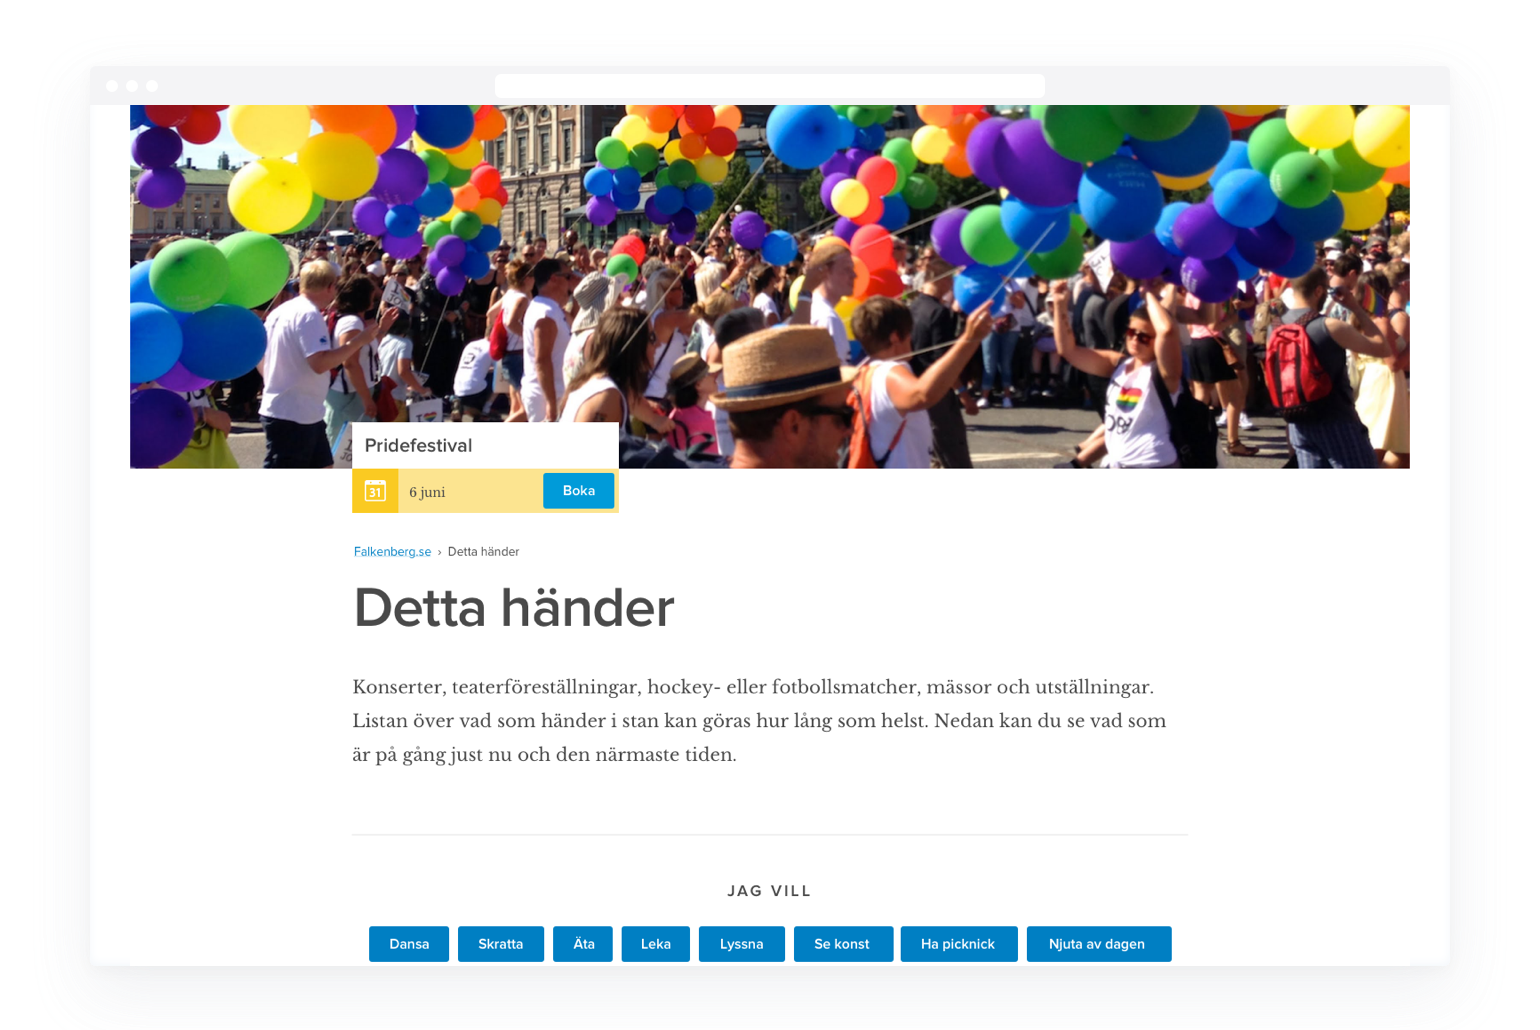 Pridefestival
31
6 juni
Boka
Falkenberg.se › Detta händer
Detta händer
Konserter, teaterföreställningar, hockey- eller fotbollsmatcher, mässor och utställningar.
Listan över vad som händer i stan kan göras hur lång som helst. Nedan kan du se vad som
är på gång just nu och den närmaste tiden.
JAG VILL
Dansa Skratta Äta Leka Lyssna Se konst Ha picknick Njuta av dagen